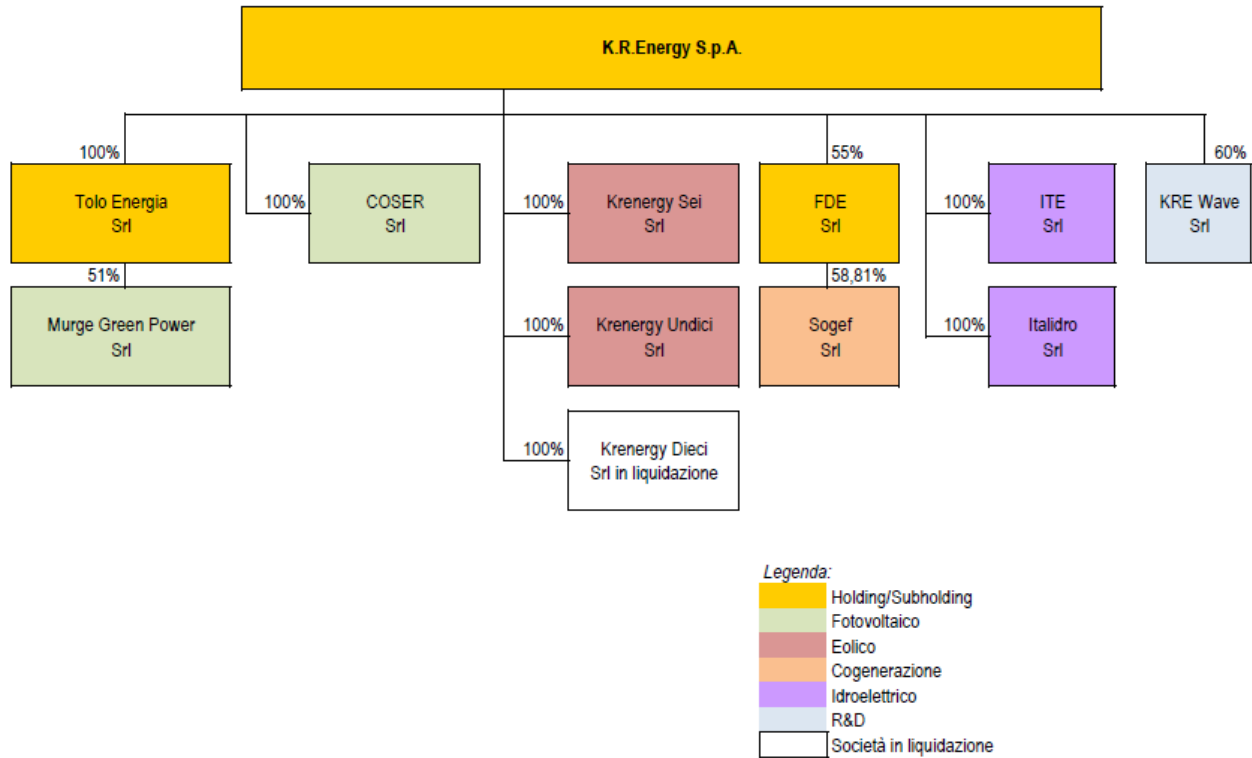 K.R.Energy S.p.A.
100%
55%
60%
Tolo Energia
Srl
100%
COSER
Srl
100%
Krenergy Sei
Srl
FDE
Srl
100%
ITE
Srl
KRE Wave
Srl
51%
58,81%
Murge Green Power
Srl
100%
Krenergy Undici
Srl
Sogef
Srl
100%
Italidro
Srl
100%
Krenergy Dieci
Srl in liquidazione
Legenda:
Holding/Subholding
Fotovoltaico
Eolico
Cogenerazione
Idroelettrico
R&D
Società in liquidazione